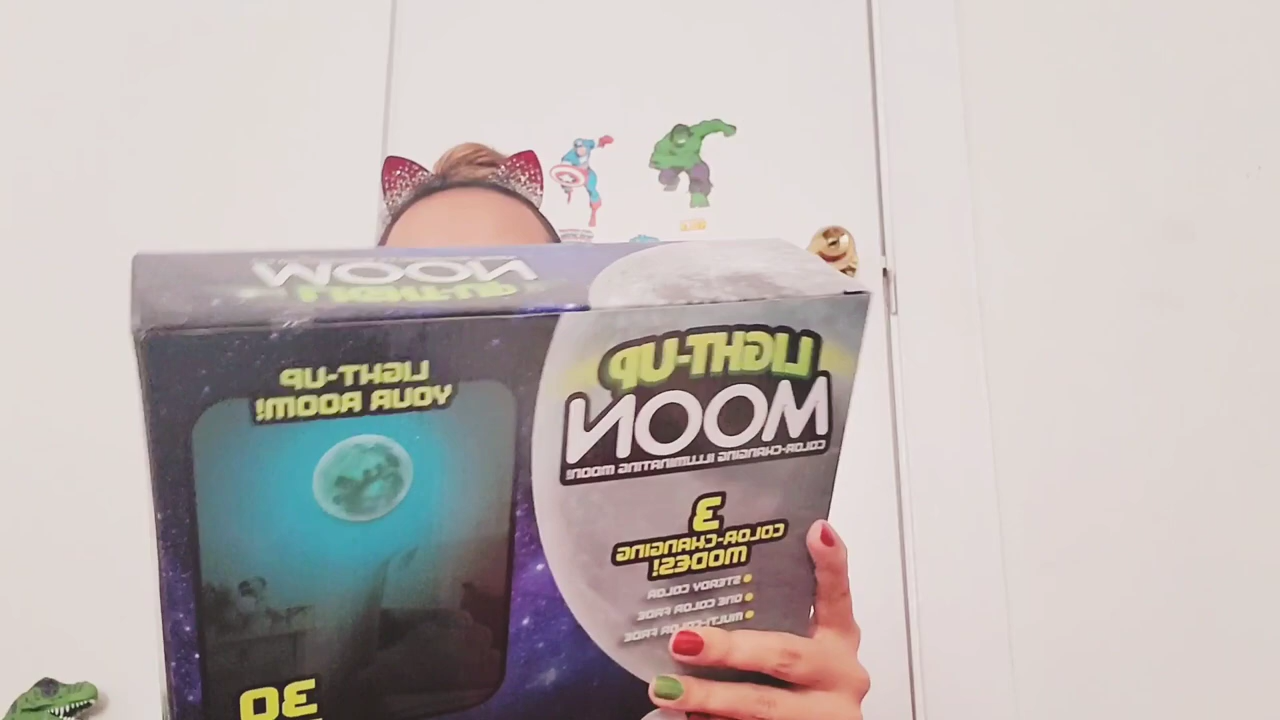 MOON
LIGHT-UP
LIGHT-UP
YOUR ROOM!
30
LIGHT-UP
MOON
COLOR-CHANGING ILLUMINATING MOON!
3
COLOR-CHANGING
MODES!
• STEADY COLOR
• ONE COLOR FADE
• MULTI-COLOR FADE